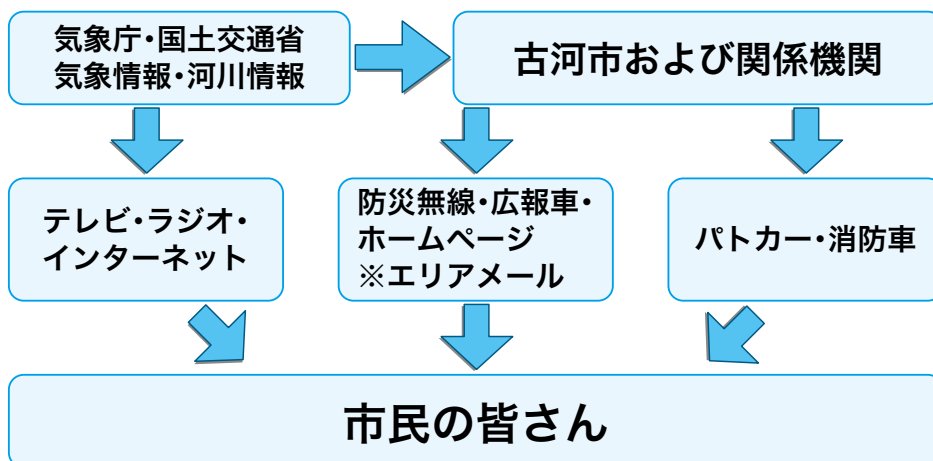 気象庁・国土交通省
気象情報・河川情報
古河市および関係機関
テレビ・ラジオ・
インターネット
防災無線・広報車・
ホームページ
※エリアメール
パトカー・消防車
市民の皆さん